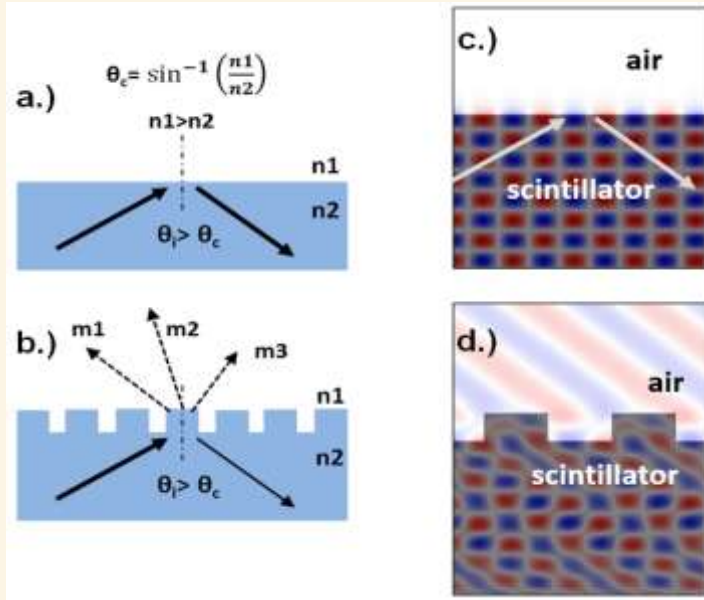 a.)
θc= sin⁻¹ (n1/n2)
n1>n2
n1
n2
θi> θc
b.)
m1
m2
m3
n1
n2
θi> θc
c.)
air
scintillator
d.)
air
scintillator